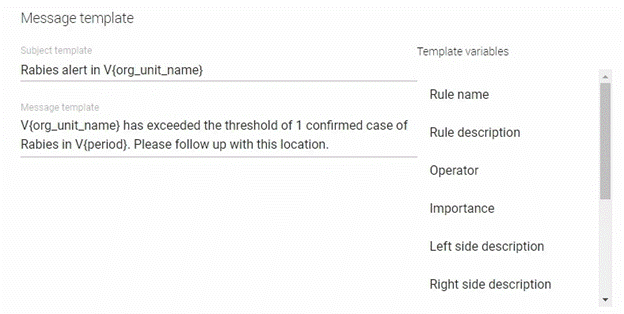 Message template
Subject template
Rabies alert in V{org_unit_name}
Message template
V{org_unit_name} has exceeded the threshold of 1 confirmed case of
Rabies in V{period}. Please follow up with this location.
Template variables
Rule name
Rule description
Operator
Importance
Left side description
Right side description